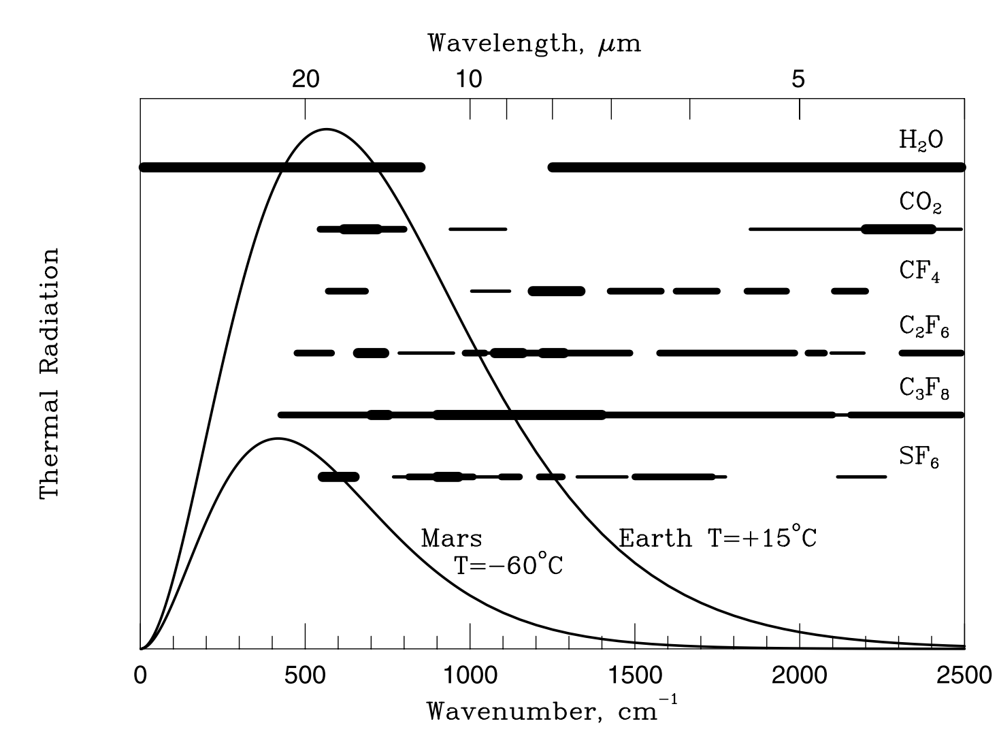 Wavelength, μm
20 10 5
H₂O
CO₂
CF₄
C₂F₆
C₃F₈
SF₆
Thermal Radiation
Mars
T=−60°C
Earth T=+15°C
0 500 1000 1500 2000 2500
Wavenumber, cm⁻¹